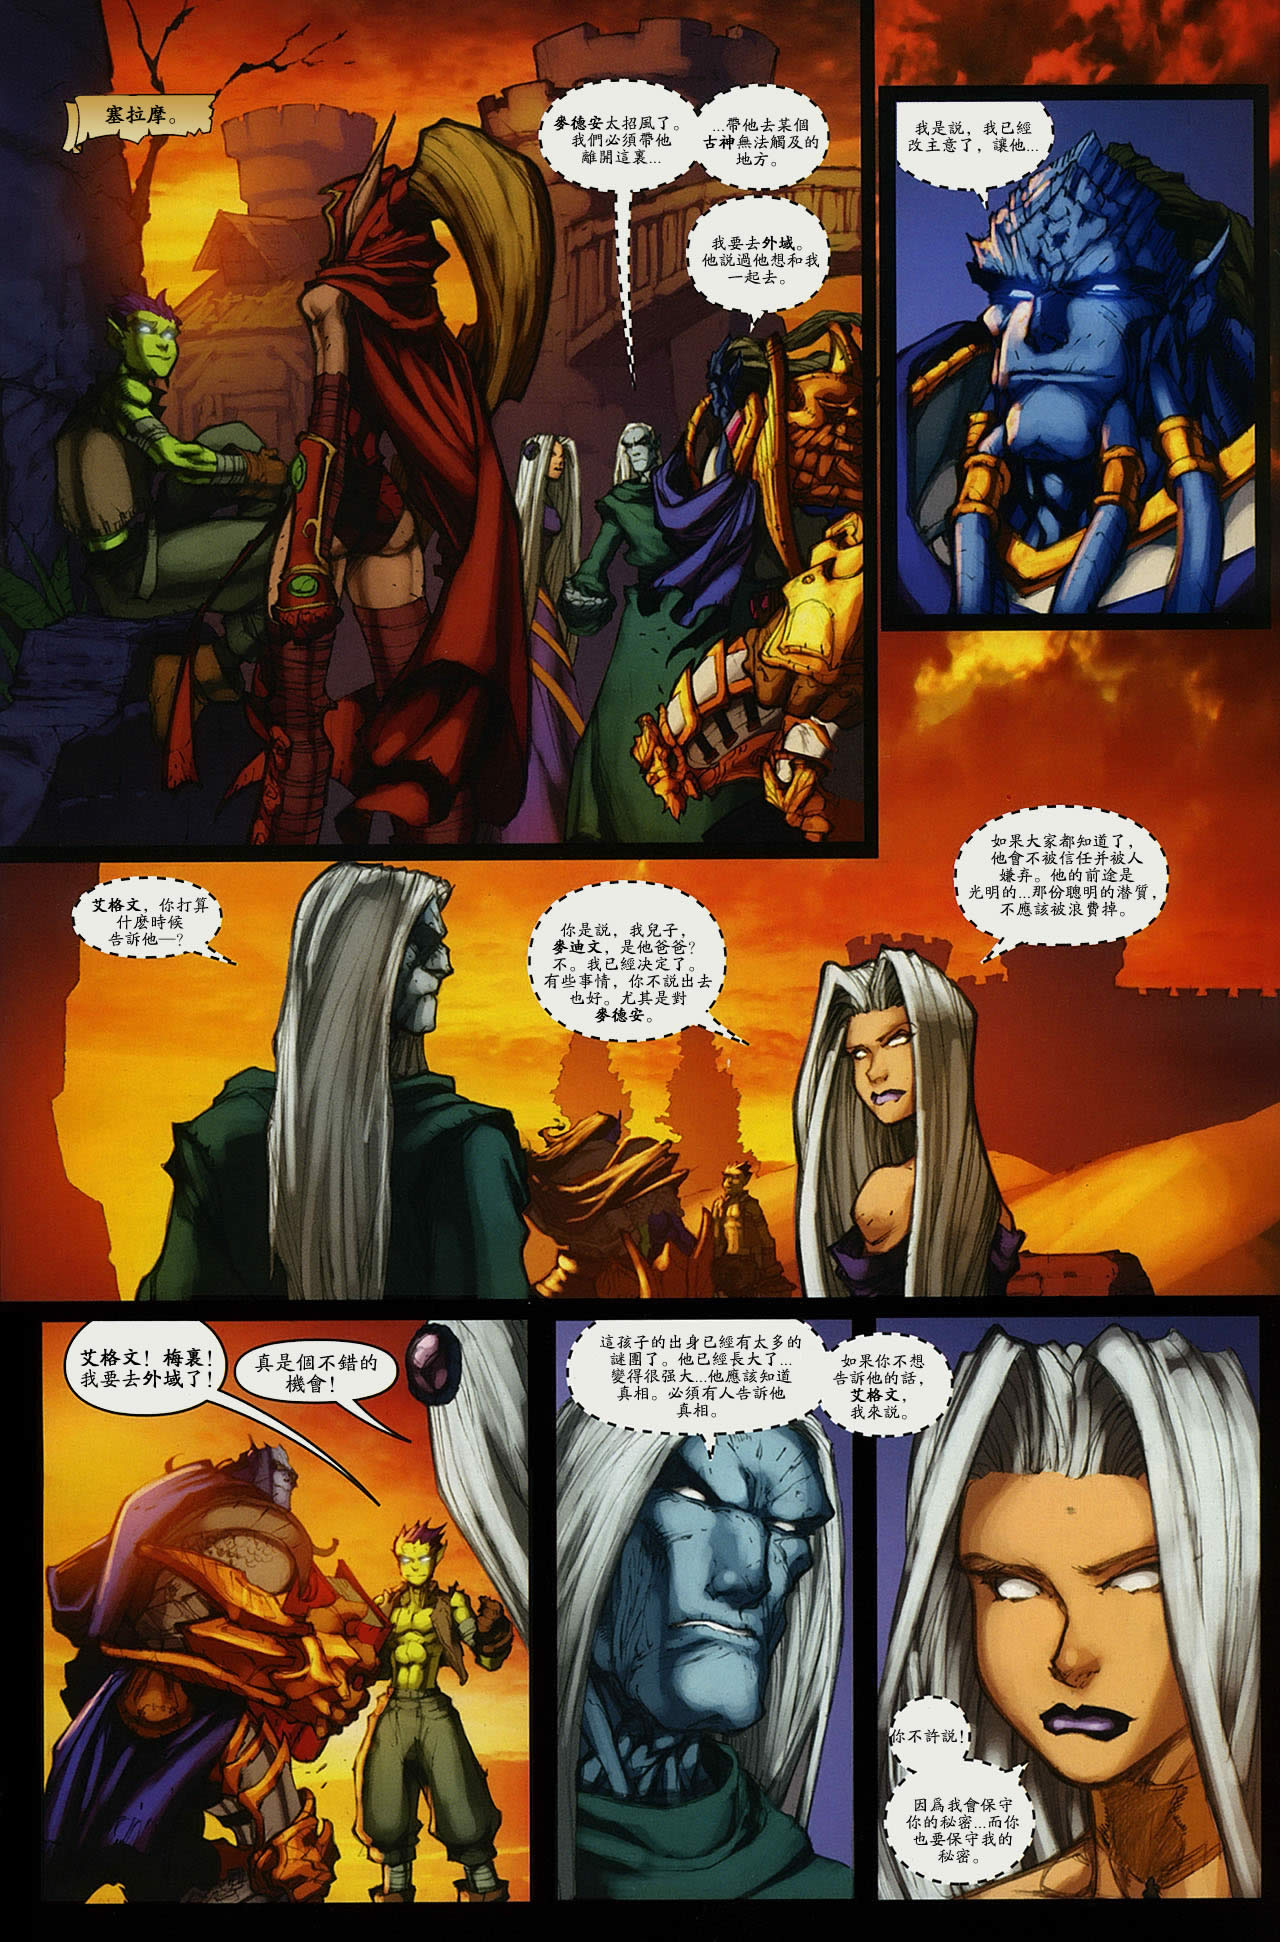 塞拉摩。
麥德安太招風了。
我們必須帶他
離開這裏…
…帶他去某個
古神無法觸及的
地方。
我要去外域。
他説過他想和我
一起去。
我是説，我已經
改主意了，讓他…
艾格文，你打算
什麽時候
告訴他—？
你是説，我兒子，
麥迪文，是他爸爸？
不。我已經決定了。
有些事情，你不説出去
也好。尤其是對
麥德安。
如果大家都知道了，
他會不被信任并被人
嫌弃。他的前途是
光明的…那份聰明的潜質，
不應該被浪費掉。
艾格文！梅裏！
我要去外域了！
真是個不錯的
機會！
這孩子的出身已經有太多的
謎團了。他已經長大了…
變得很强大…他應該知道
真相。必須有人告訴他
真相。
如果你不想
告訴他的話，
艾格文，
我來説。
你不許説！
因爲我會保守
你的秘密…而你
也要保守我的
秘密。